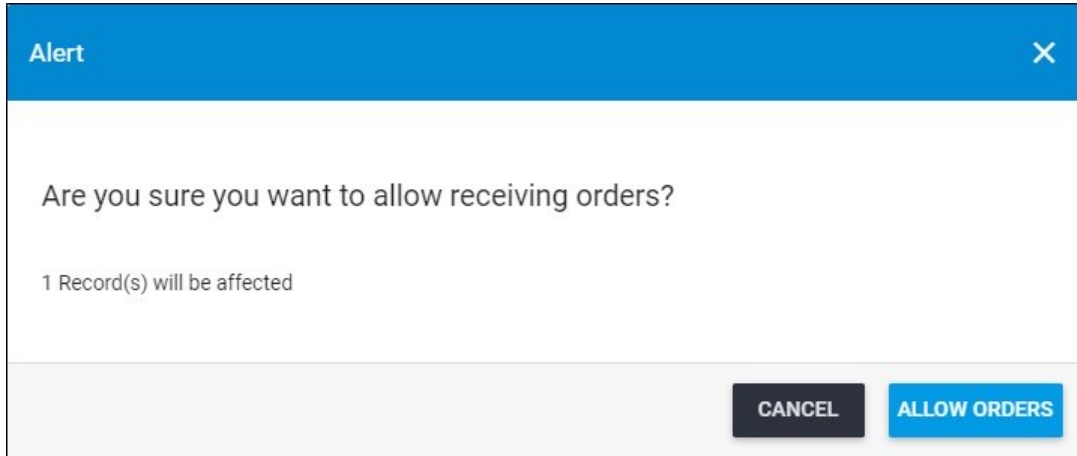 Alert
Are you sure you want to allow receiving orders?
1 Record(s) will be affected
CANCEL ALLOW ORDERS